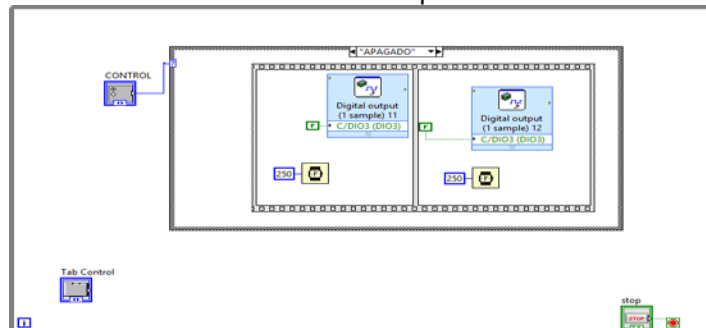 "APAGADO"
CONTROL
?
Digital output
(1 sample) 11
C/DIO3 (DIO3)
F
250
Digital output
(1 sample) 12
C/DIO3 (DIO3)
F
250
Tab Control
i
stop
STOP